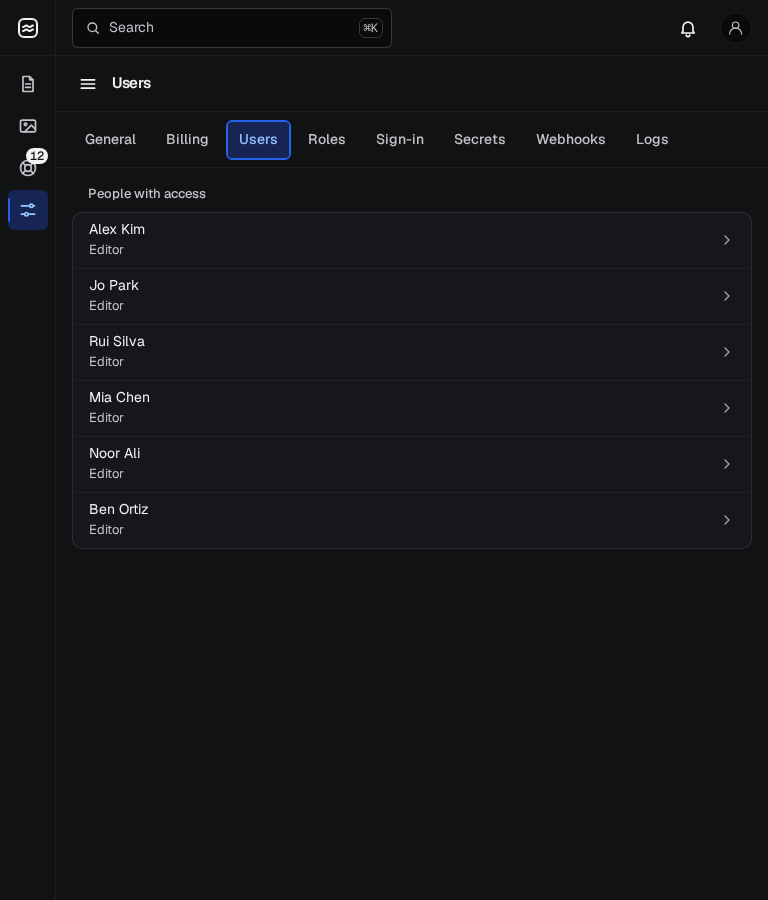 Search
⌘K
Users
General
Billing
Users
Roles
Sign-in
Secrets
Webhooks
Logs
12
People with access
Alex Kim
Editor
Jo Park
Editor
Rui Silva
Editor
Mia Chen
Editor
Noor Ali
Editor
Ben Ortiz
Editor